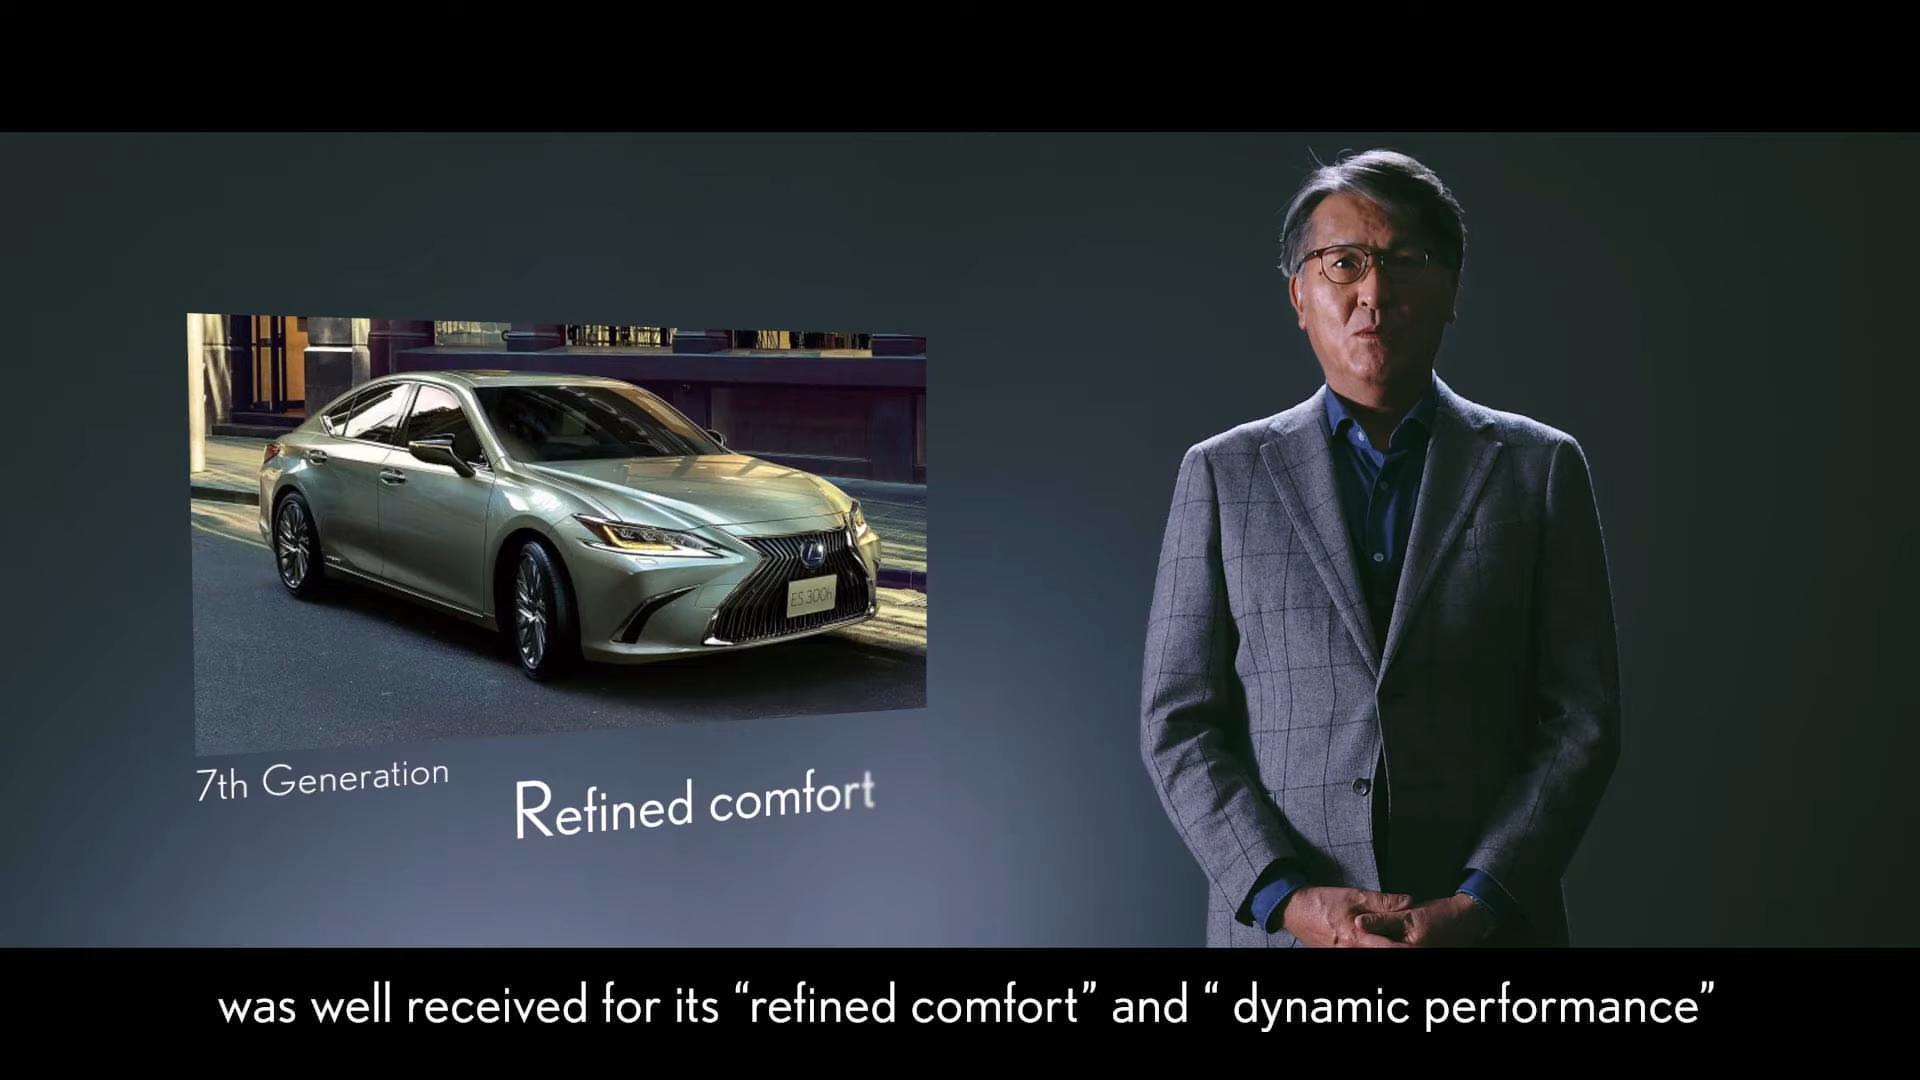 ES 300h
7th Generation
Refined comfort
was well received for its “refined comfort” and “ dynamic performance”